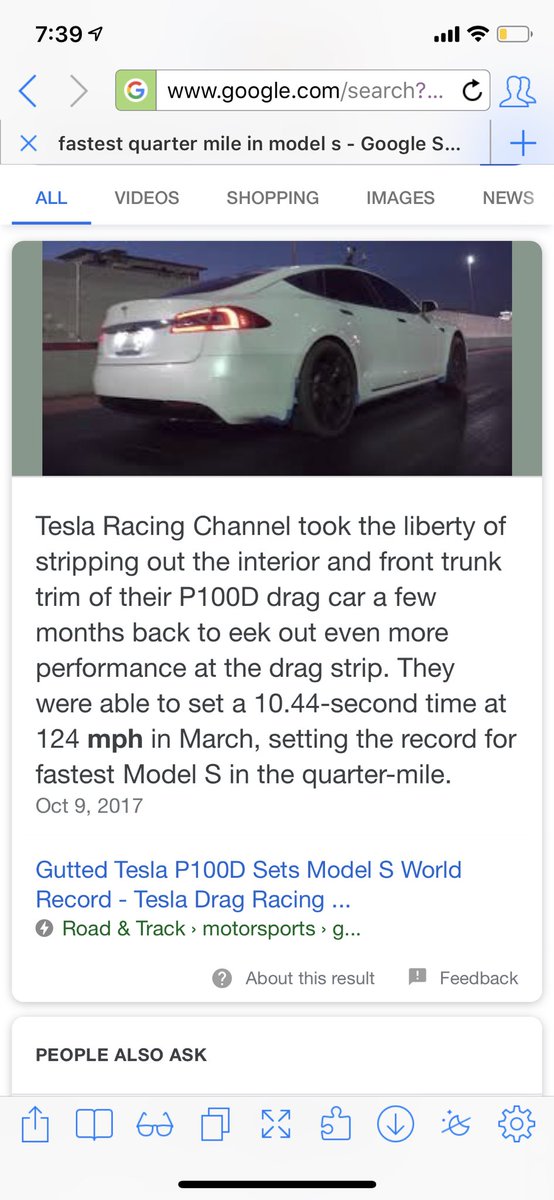 7:39
www.google.com/search?...
fastest quarter mile in model s - Google S...
ALL VIDEOS SHOPPING IMAGES NEWS
Tesla Racing Channel took the liberty of
stripping out the interior and front trunk
trim of their P100D drag car a few
months back to eek out even more
performance at the drag strip. They
were able to set a 10.44-second time at
124 mph in March, setting the record for
fastest Model S in the quarter-mile.
Oct 9, 2017
Gutted Tesla P100D Sets Model S World
Record - Tesla Drag Racing ...
Road & Track › motorsports › g...
About this result Feedback
PEOPLE ALSO ASK